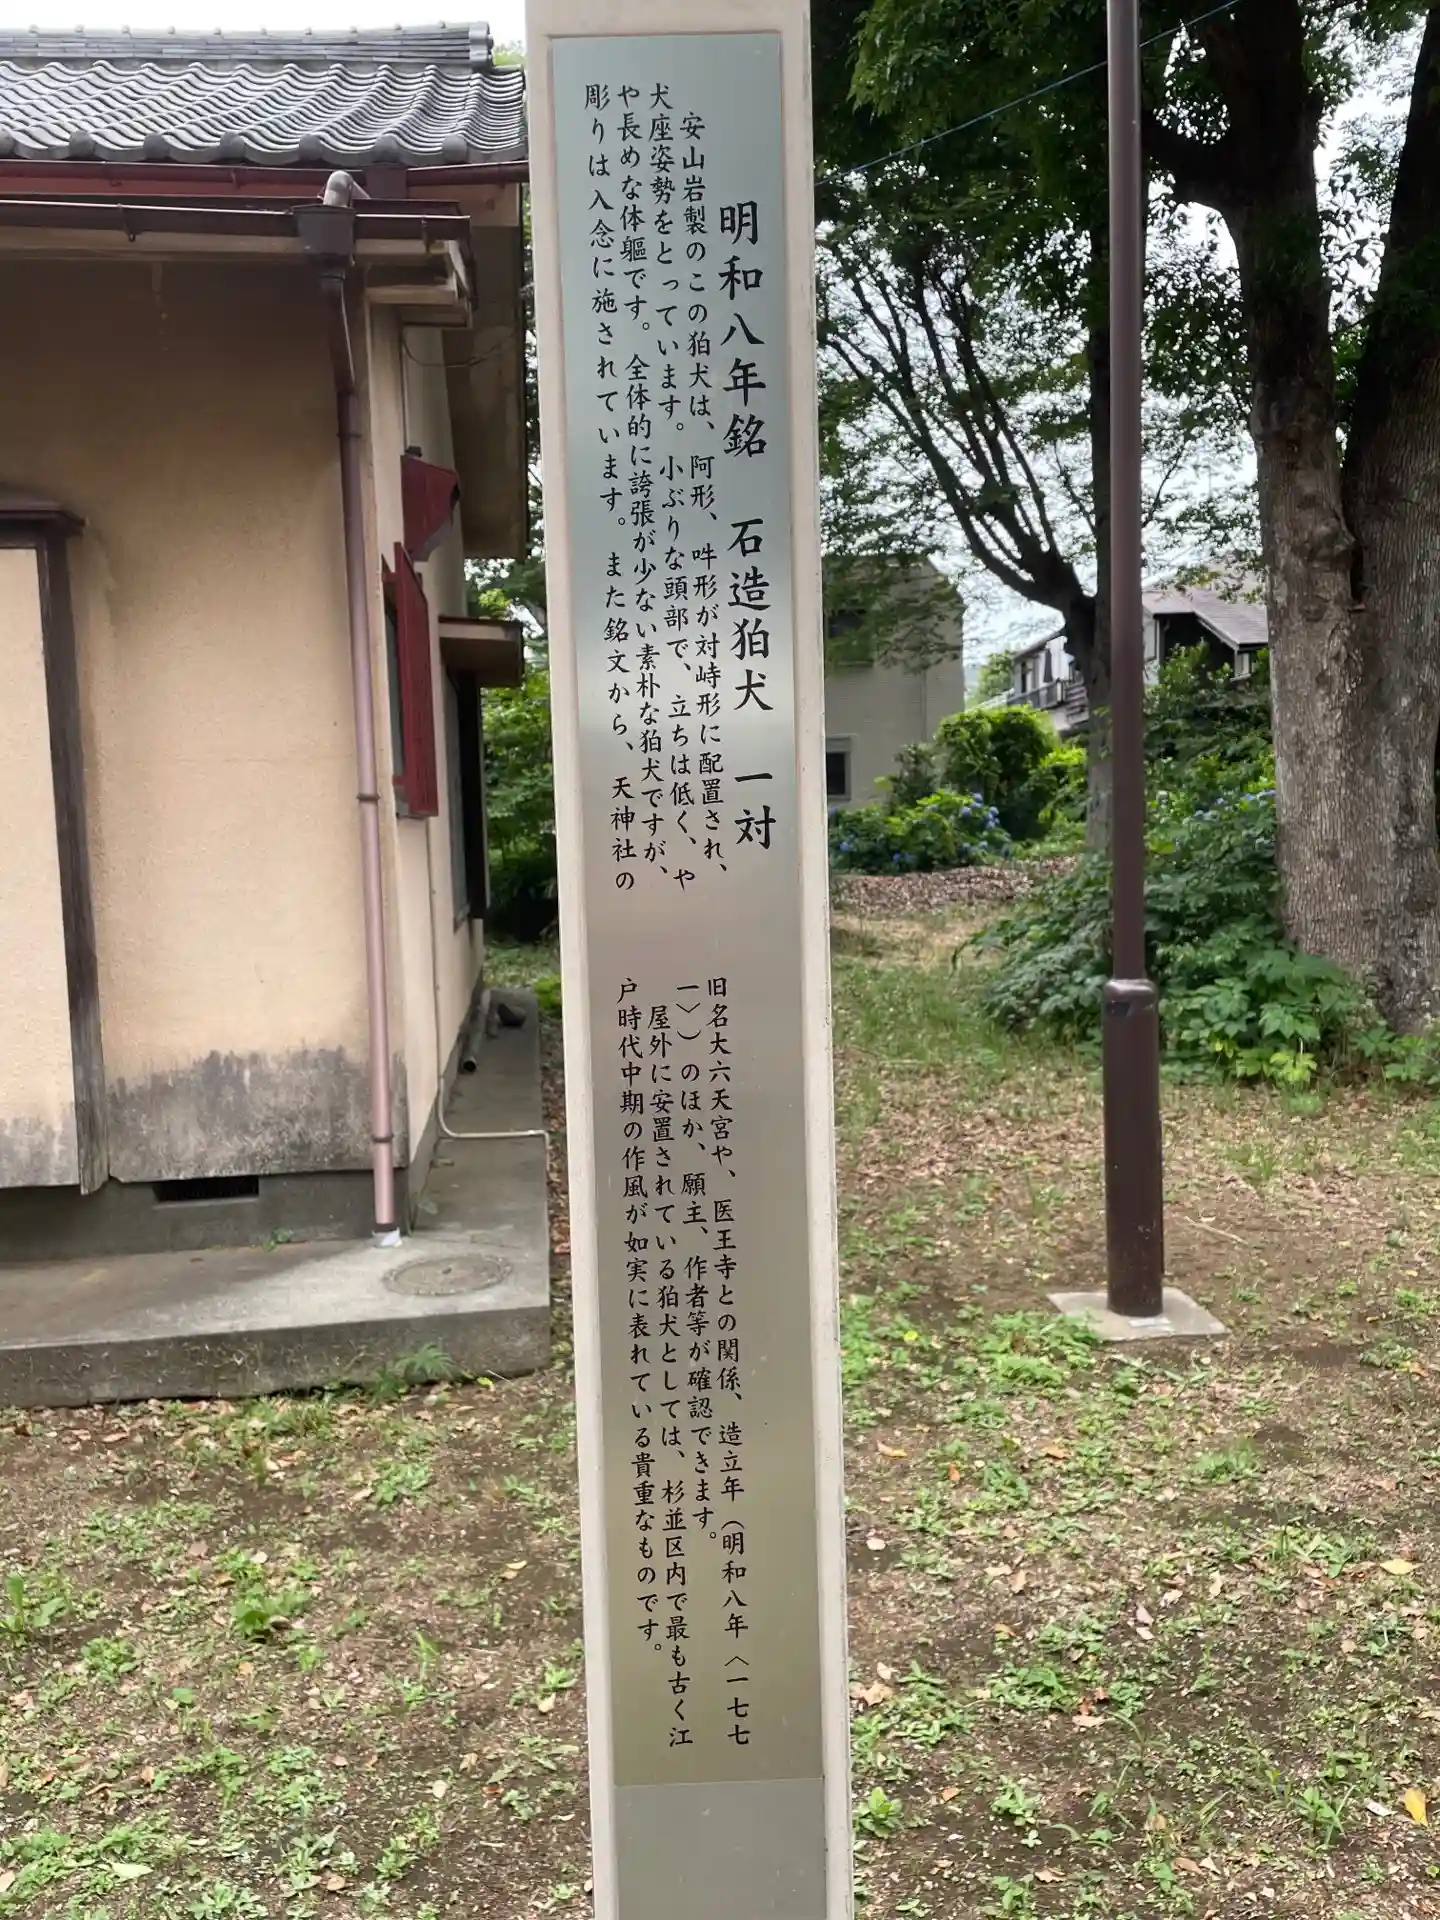 明和八年銘　石造狛犬　一対
安山岩製のこの狛犬は、阿形、吽形が対峙形に配置され、
犬座姿勢をとっています。小ぶりな頭部で、立ちは低く、や
や長めな体軀です。全体的に誇張が少ない素朴な狛犬ですが、
彫りは入念に施されています。また銘文から、天神社の
旧名大六天宮や、医王寺との関係、造立年（明和八年〈一七七
一〉）のほか、願主、作者等が確認できます。
屋外に安置されている狛犬としては、杉並区内で最も古く江
戸時代中期の作風が如実に表れている貴重なものです。